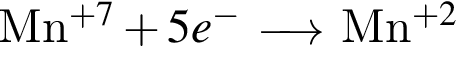 Mn⁺⁷ + 5e⁻ ⟶ Mn⁺²